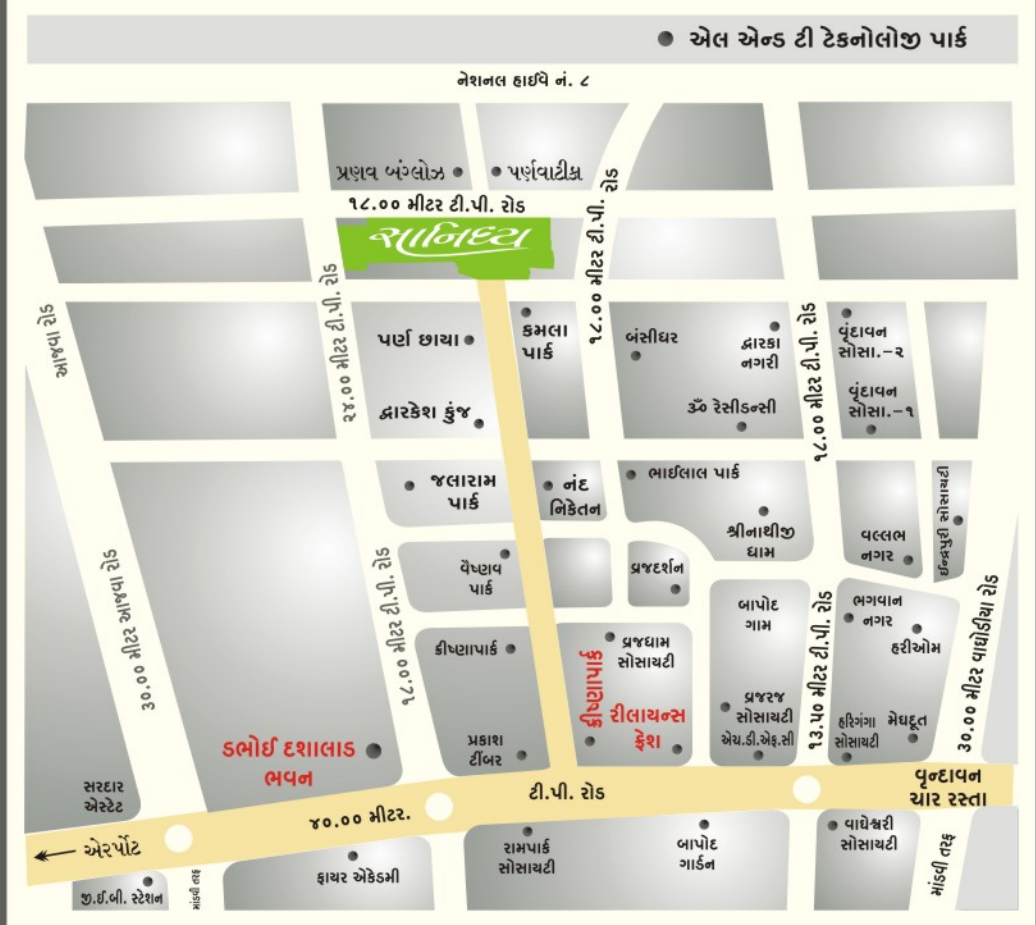 એલ એન્ડ ટી ટેકનોલોજી પાર્ક
નેશનલ હાઈવે નં. ૮
પ્રણવ બંગ્લોઝ
પર્ણવાટીકા
૧૮.૦૦ મીટર ટી.પી. રોડ
સાનિધ્ય
૧૮.૦૦ મીટર ટી.પી. રોડ
આજવા રોડ
૨૪.૦૦ મીટર ટી.પી. રોડ
પર્ણ છાયા
કમલા
પાર્ક
બંસીધર
દ્વારકા
નગરી
૧૮.૦૦ મીટર ટી.પી. રોડ
વૃંદાવન
સોસા.-૨
વૃંદાવન
સોસા.-૧
દ્વારકેશ કુંજ
ૐ રેસીડન્સી
જલારામ
પાર્ક
નંદ
નિકેતન
ભાઈલાલ પાર્ક
શ્રીનાથીજી
ધામ
વલ્લભ
નગર
ઈન્દ્રપુરી સોસાયટી
૩૦.૦૦ મીટર આજવા રોડ
૧૮.૦૦ મીટર ટી.પી. રોડ
વૈષ્ણવ
પાર્ક
વ્રજદર્શન
બાપોદ
ગામ
૧૩.૫૦ મીટર ટી.પી. રોડ
ભગવાન
નગર
હરીઓમ
૩૦.૦૦ મીટર વાઘોડીયા રોડ
ક્રીષ્ણાપાર્ક
ક્રીષ્ણાપાર્ક
વ્રજધામ
સોસાયટી
રીલાયન્સ
ફ્રેશ
વ્રજરજ
સોસાયટી
એચ.ડી.એફ.સી
હરિગંગા
સોસાયટી
મેઘદૂત
ડભોઈ દશાલાડ
ભવન
પ્રકાશ
ટીંબર
સરદાર
એસ્ટેટ
વૃન્દાવન
ચાર રસ્તા
ટી.પી. રોડ
૪૦.૦૦ મીટર.
એરર્પોટ
જી.ઈ.બી. સ્ટેશન
માંડવી તરફ
ફાયર એકેડમી
રામપાર્ક
સોસાયટી
બાપોદ
ગાર્ડન
વાઘેશ્વરી
સોસાયટી
માંડવી તરફ